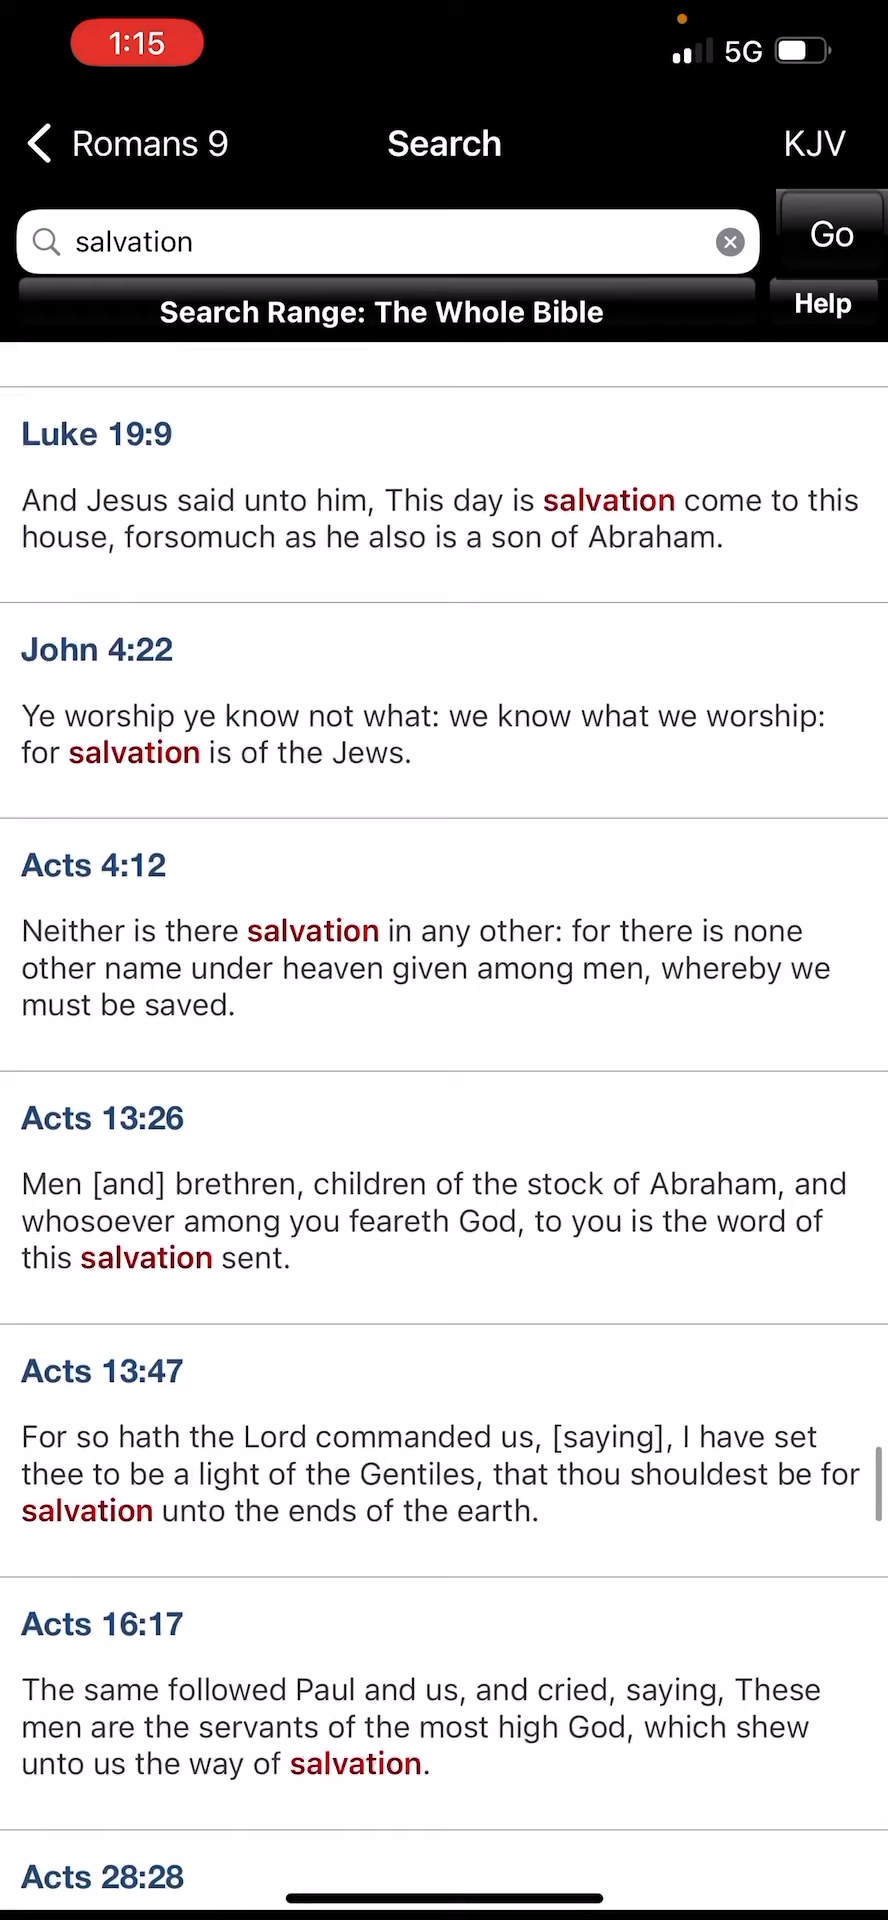 1:15
5G
Romans 9
Search
KJV
salvation
Go
Search Range: The Whole Bible
Help
Luke 19:9
And Jesus said unto him, This day is salvation come to this
house, forsomuch as he also is a son of Abraham.
John 4:22
Ye worship ye know not what: we know what we worship:
for salvation is of the Jews.
Acts 4:12
Neither is there salvation in any other: for there is none
other name under heaven given among men, whereby we
must be saved.
Acts 13:26
Men [and] brethren, children of the stock of Abraham, and
whosoever among you feareth God, to you is the word of
this salvation sent.
Acts 13:47
For so hath the Lord commanded us, [saying], I have set
thee to be a light of the Gentiles, that thou shouldest be for
salvation unto the ends of the earth.
Acts 16:17
The same followed Paul and us, and cried, saying, These
men are the servants of the most high God, which shew
unto us the way of salvation.
Acts 28:28